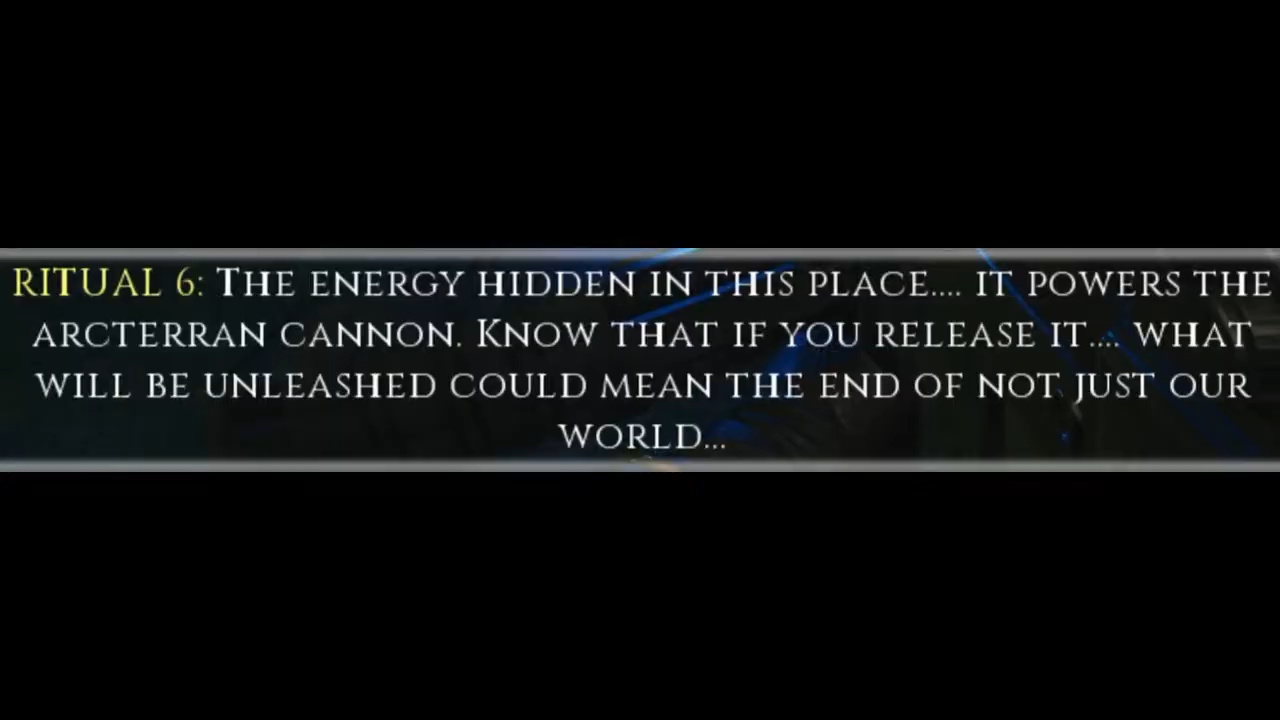 RITUAL 6: The energy hidden in this place.... it powers the
arcterran cannon. Know that if you release it.... what
will be unleashed could mean the end of not just our
world...